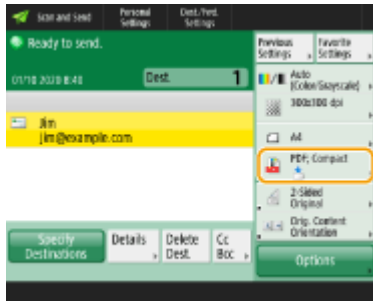 Scan and Send
Personal Settings
Dest./Fwd. Settings
Ready to send.
01/10 2020 8:40
Dest.
1
Jim
jim@example.com
Specify Destinations
Details
Delete Dest.
Cc Bcc
Previous Settings
Favorite Settings
Auto (Color/Grayscale)
300x100 dpi
A4
PDF; Compact
2-Sided Original
Orig. Content Orientation
Options